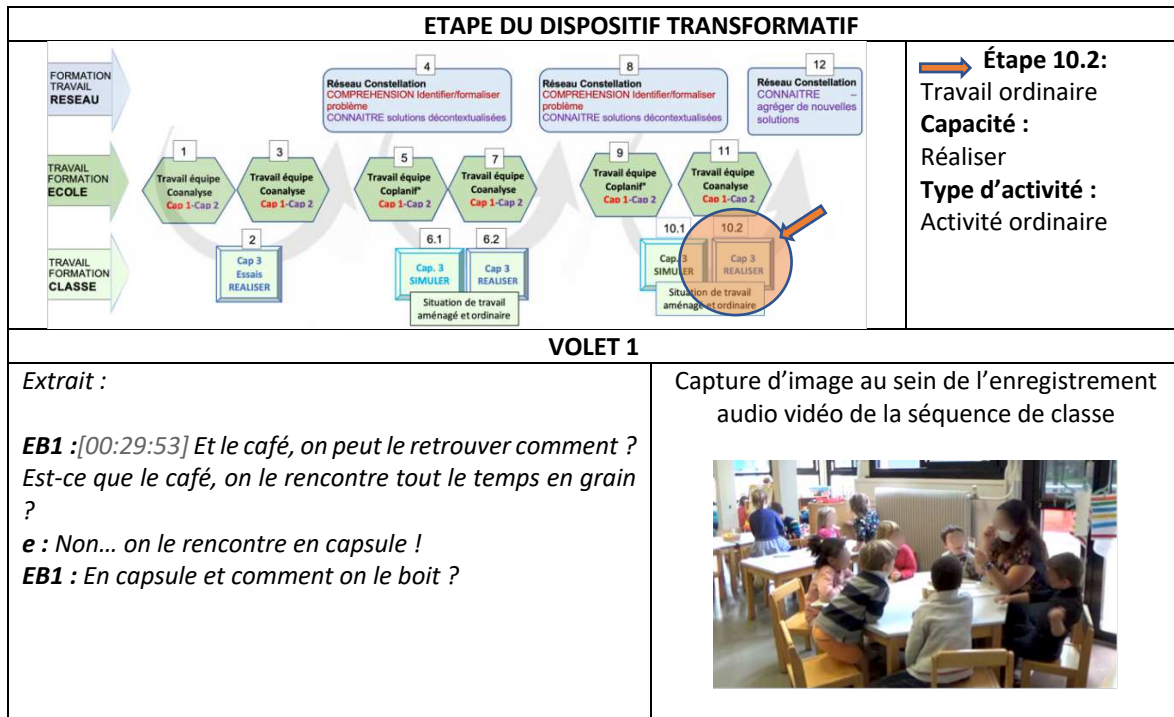 ETAPE DU DISPOSITIF TRANSFORMATIF
FORMATION
TRAVAIL
RESEAU
4
Réseau Constellation
COMPREHENSION Identifier/formaliser
problème
CONNAITRE solutions décontextualisées
8
Réseau Constellation
COMPREHENSION Identifier/formaliser
problème
CONNAITRE solutions décontextualisées
12
Réseau Constellation
CONNAITRE –
agréger de nouvelles
solutions
TRAVAIL
FORMATION
ECOLE
1
Travail équipe
Coanalyse
Cap 1-Cap 2
3
Travail équipe
Coanalyse
Cap 1-Cap 2
5
Travail équipe
Coplanif°
Cap 1-Cap 2
7
Travail équipe
Coanalyse
Cap 1-Cap 2
9
Travail équipe
Coplanif°
Cap 1-Cap 2
11
Travail équipe
Coanalyse
Cap 1-Cap 2
TRAVAIL
FORMATION
CLASSE
2
Cap 3
Essais
REALISER
6.1
Cap. 3
SIMULER
6.2
Cap 3
REALISER
Situation de travail
aménagé et ordinaire
10.1
Cap. 3
SIMULER
10.2
Cap 3
REALISER
Situation de travail
aménagé et ordinaire
Étape 10.2:
Travail ordinaire
Capacité :
Réaliser
Type d’activité :
Activité ordinaire
VOLET 1
Extrait :
EB1 :[00:29:53] Et le café, on peut le retrouver comment ?
Est-ce que le café, on le rencontre tout le temps en grain
?
e : Non… on le rencontre en capsule !
EB1 : En capsule et comment on le boit ?
Capture d’image au sein de l’enregistrement
audio vidéo de la séquence de classe